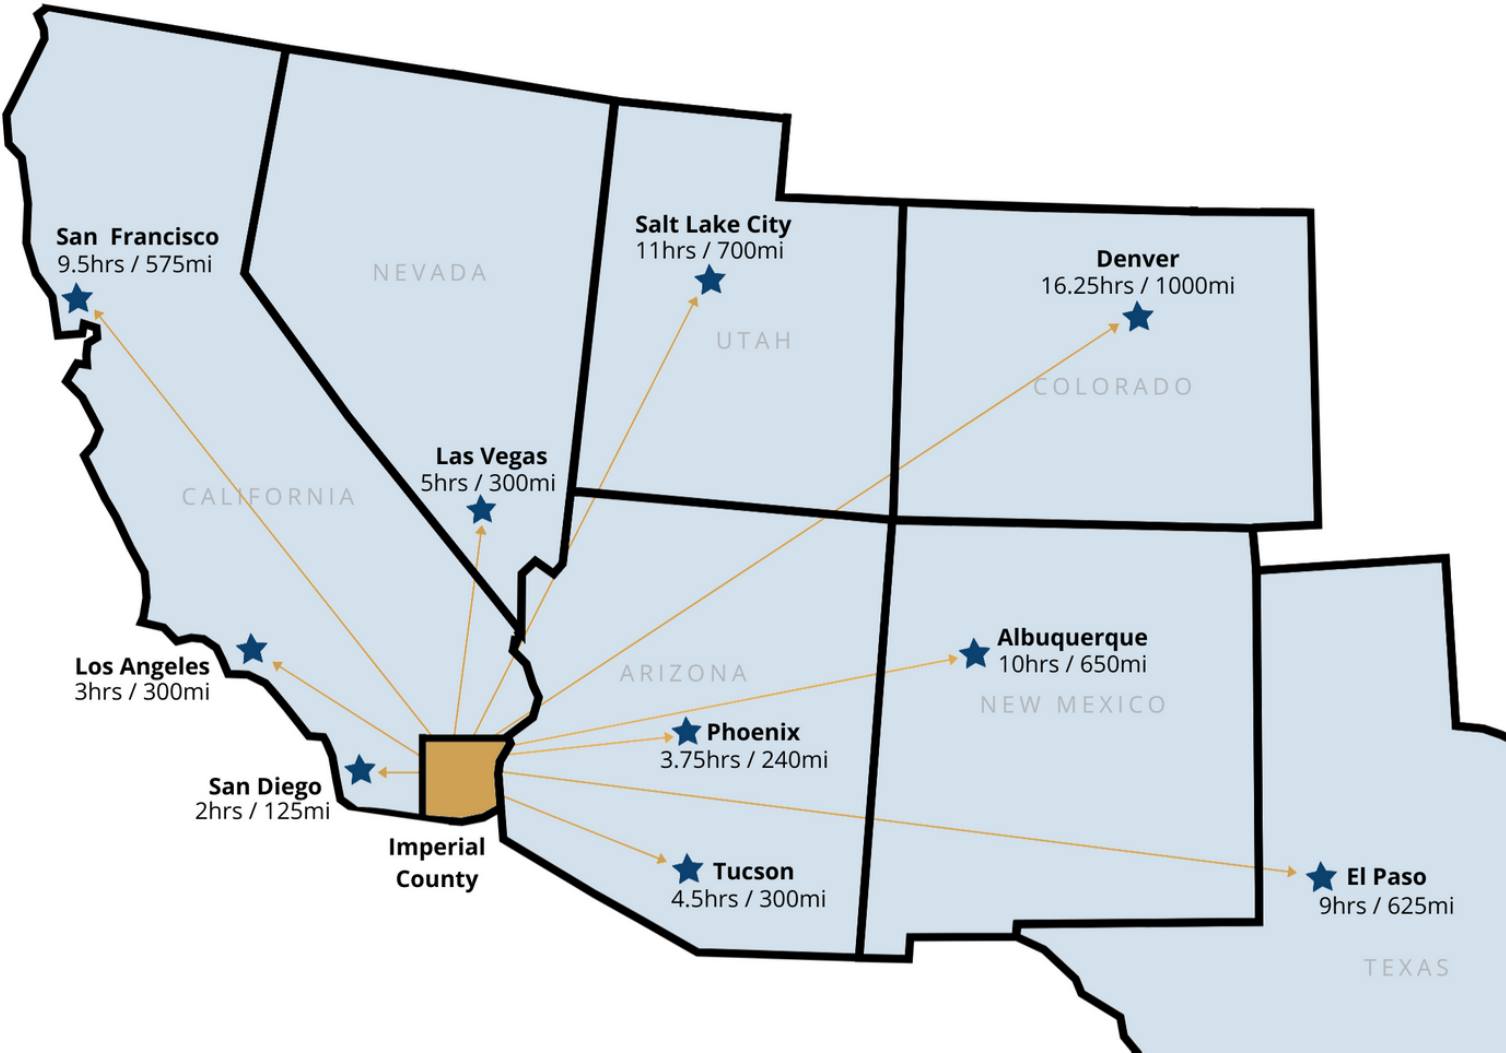 San Francisco
9.5hrs / 575mi
NEVADA
Salt Lake City
11hrs / 700mi
UTAH
Denver
16.25hrs / 1000mi
COLORADO
Las Vegas
5hrs / 300mi
CALIFORNIA
Los Angeles
3hrs / 300mi
ARIZONA
Albuquerque
10hrs / 650mi
NEW MEXICO
Phoenix
3.75hrs / 240mi
San Diego
2hrs / 125mi
Imperial
County
Tucson
4.5hrs / 300mi
El Paso
9hrs / 625mi
TEXAS